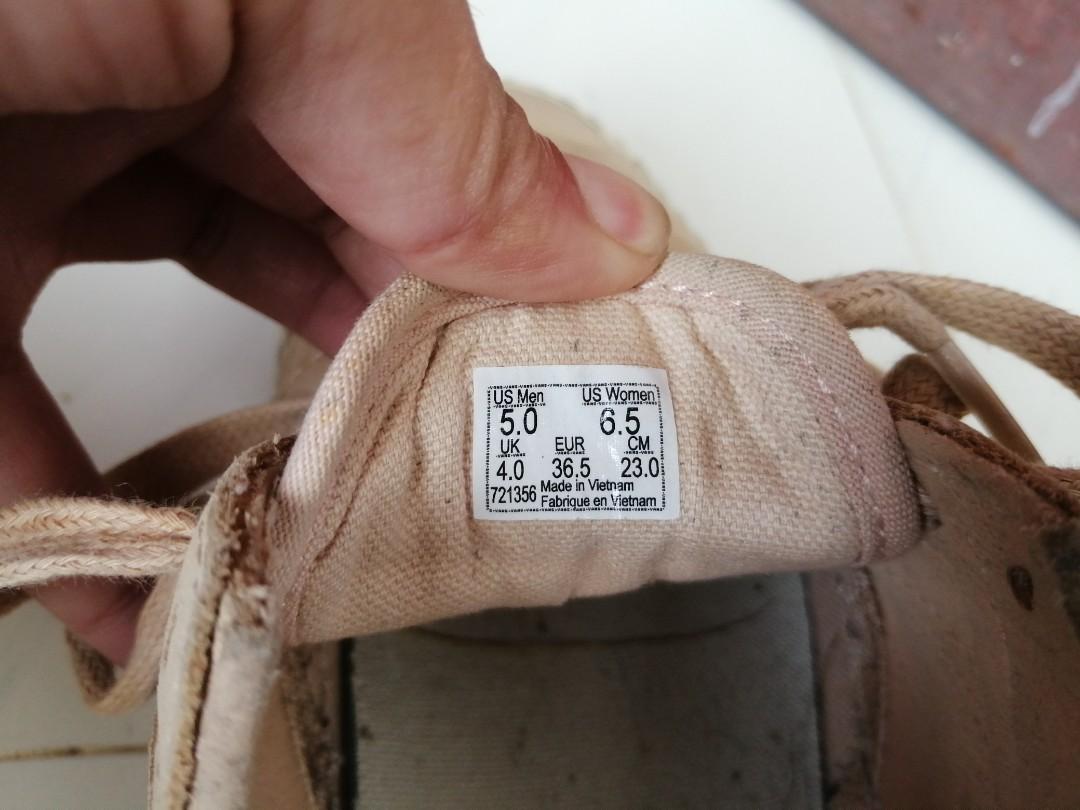 US Men US Women
5.0 6.5
UK EUR CM
4.0 36.5 23.0
721356 Made in Vietnam
Fabrique en Vietnam